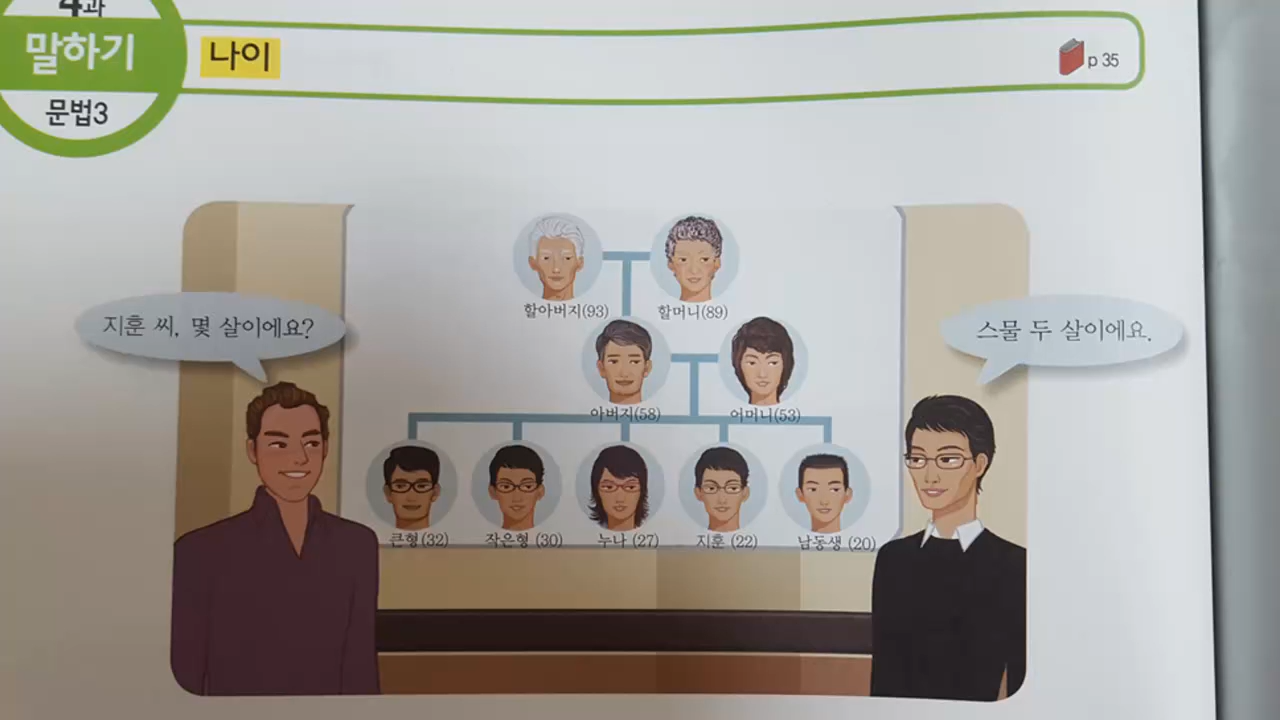 4과
말하기
문법3
나이
p 35
지훈 씨, 몇 살이에요?
스물 두 살이에요.
할아버지(93) 할머니(89)
아버지(58) 어머니(53)
큰형(32) 작은형 (30) 누나 (27) 지훈 (22) 남동생 (20)